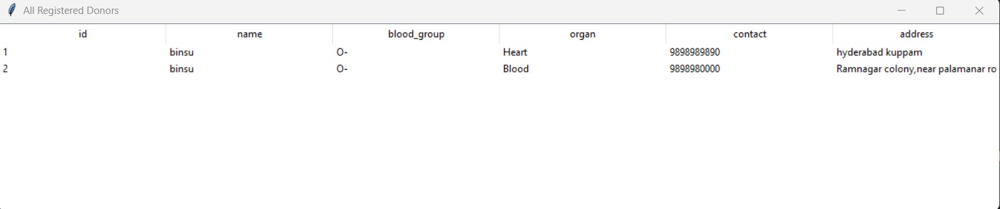 All Registered Donors
id name blood_group organ contact address
1 binsu O- Heart 9898989890 hyderabad kuppam
2 binsu O- Blood 9898980000 Ramnagar colony,near palamanar ro